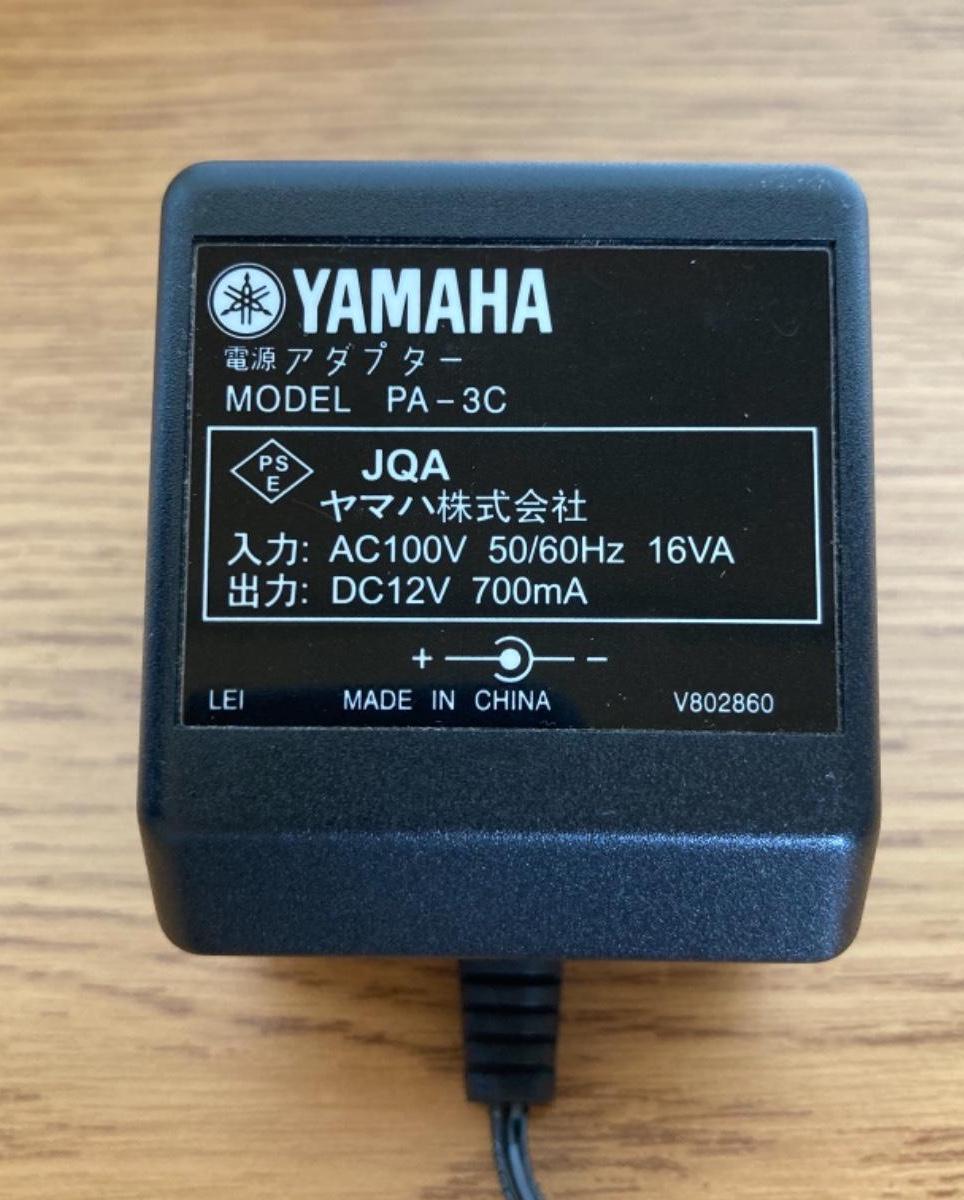 YAMAHA
電源アダプター
MODEL PA-3C
PS
E
JQA
ヤマハ株式会社
入力: AC100V 50/60Hz 16VA
出力: DC12V 700mA
+ −
LEI MADE IN CHINA V802860